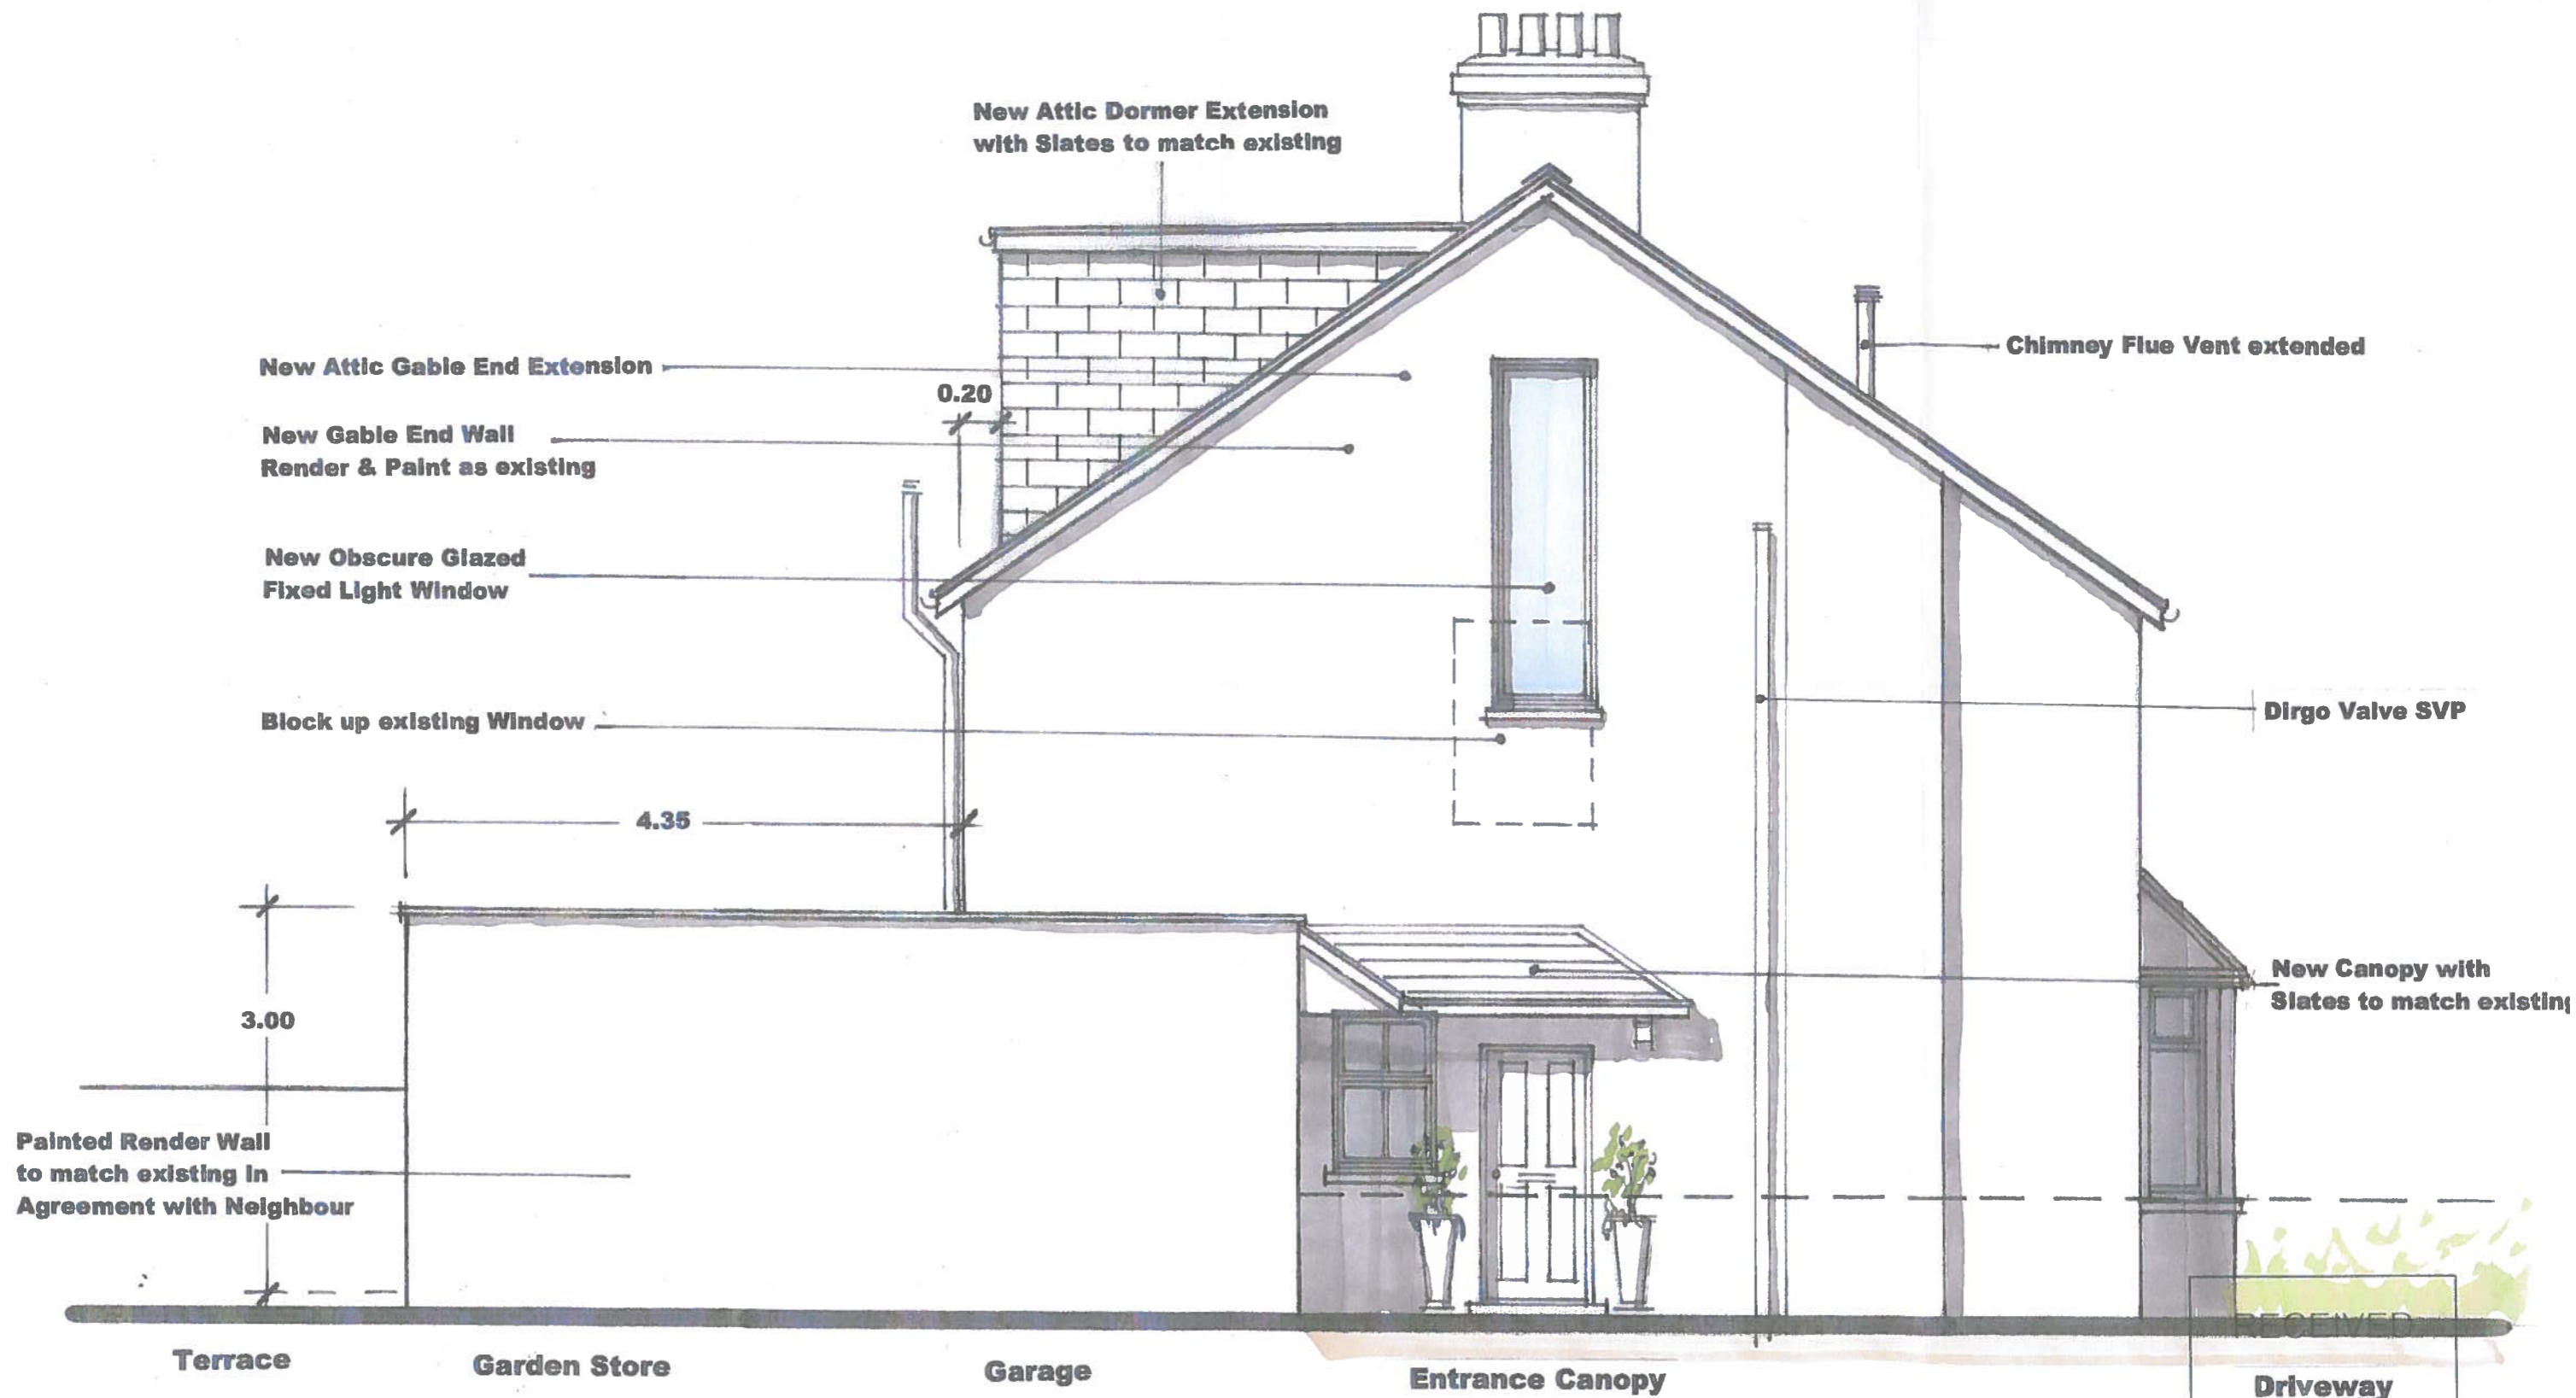 New Attic Dormer Extension
with Slates to match existing
New Attic Gable End Extension
0.20
Chimney Flue Vent extended
New Gable End Wall
Render & Paint as existing
New Obscure Glazed
Fixed Light Window
Block up existing Window
Dirgo Valve SVP
4.35
New Canopy with
Slates to match existing
3.00
Painted Render Wall
to match existing in
Agreement with Neighbour
RECEIVED
Terrace
Garden Store
Garage
Entrance Canopy
Driveway